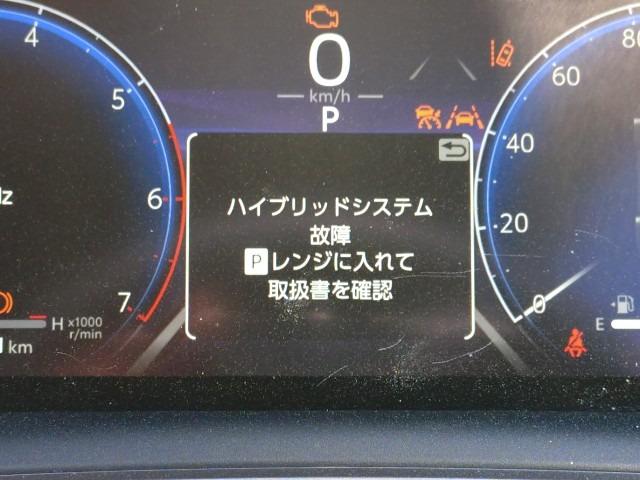 4
5
6
7
Iz
H
x1000
r/min
km
0
km/h
P
ハイブリッドシステム
故障
Pレンジに入れて
取扱書を確認
80
60
40
20
0
E